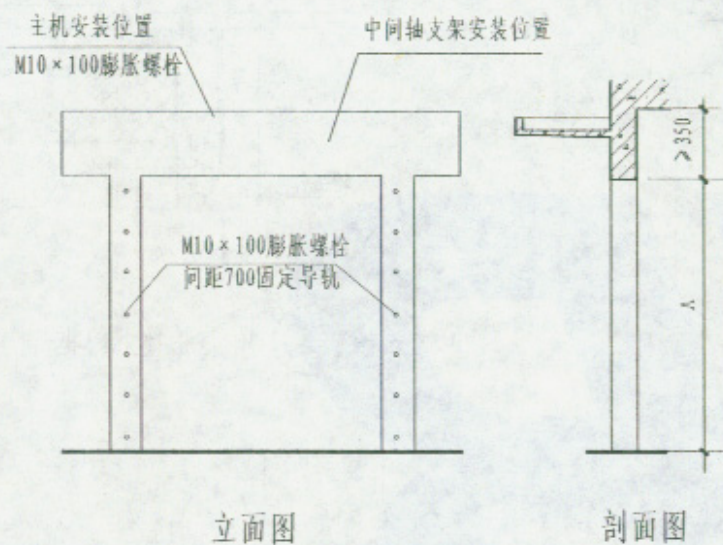 主机安装位置
M10×100膨胀螺栓
中间轴支架安装位置
≥350
M10×100膨胀螺栓
间距700固定导轨
立面图
剖面图